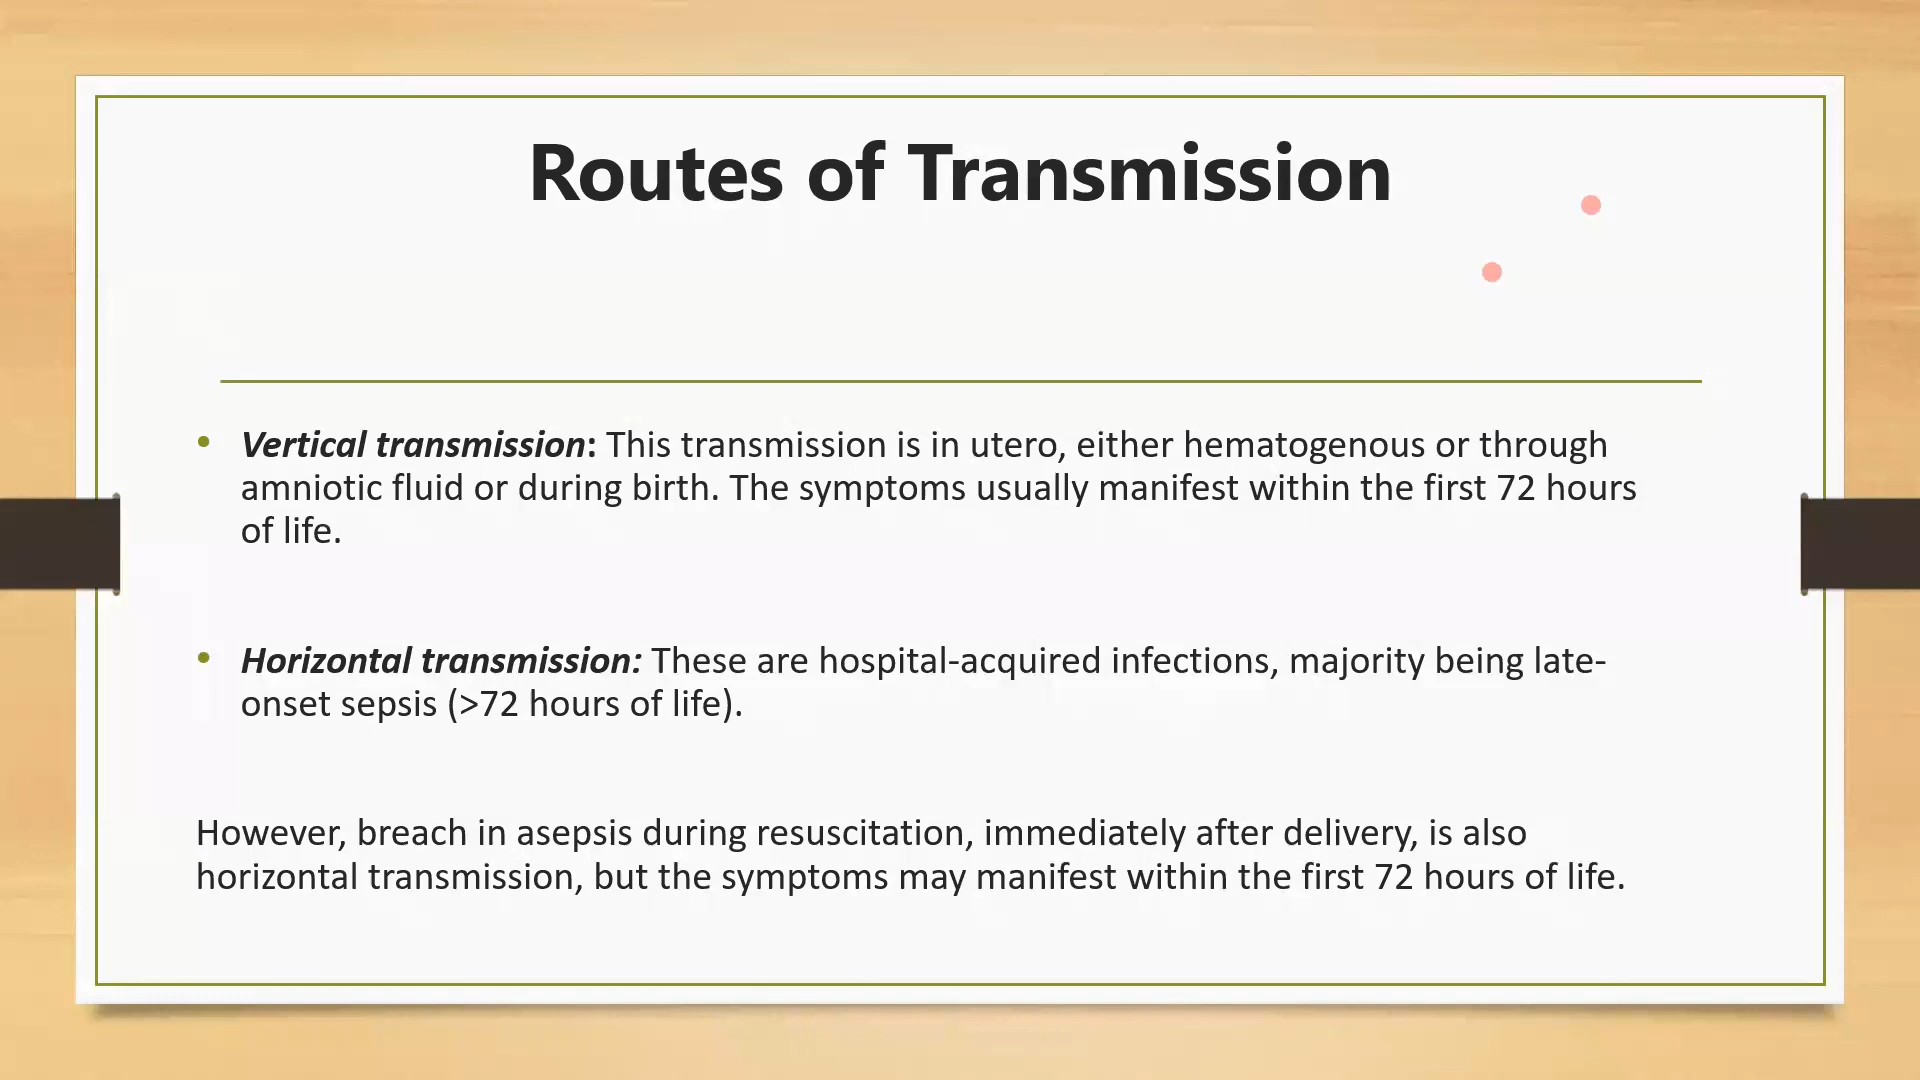 Routes of Transmission
• Vertical transmission: This transmission is in utero, either hematogenous or through
amniotic fluid or during birth. The symptoms usually manifest within the first 72 hours
of life.
• Horizontal transmission: These are hospital-acquired infections, majority being late-
onset sepsis (>72 hours of life).
However, breach in asepsis during resuscitation, immediately after delivery, is also
horizontal transmission, but the symptoms may manifest within the first 72 hours of life.